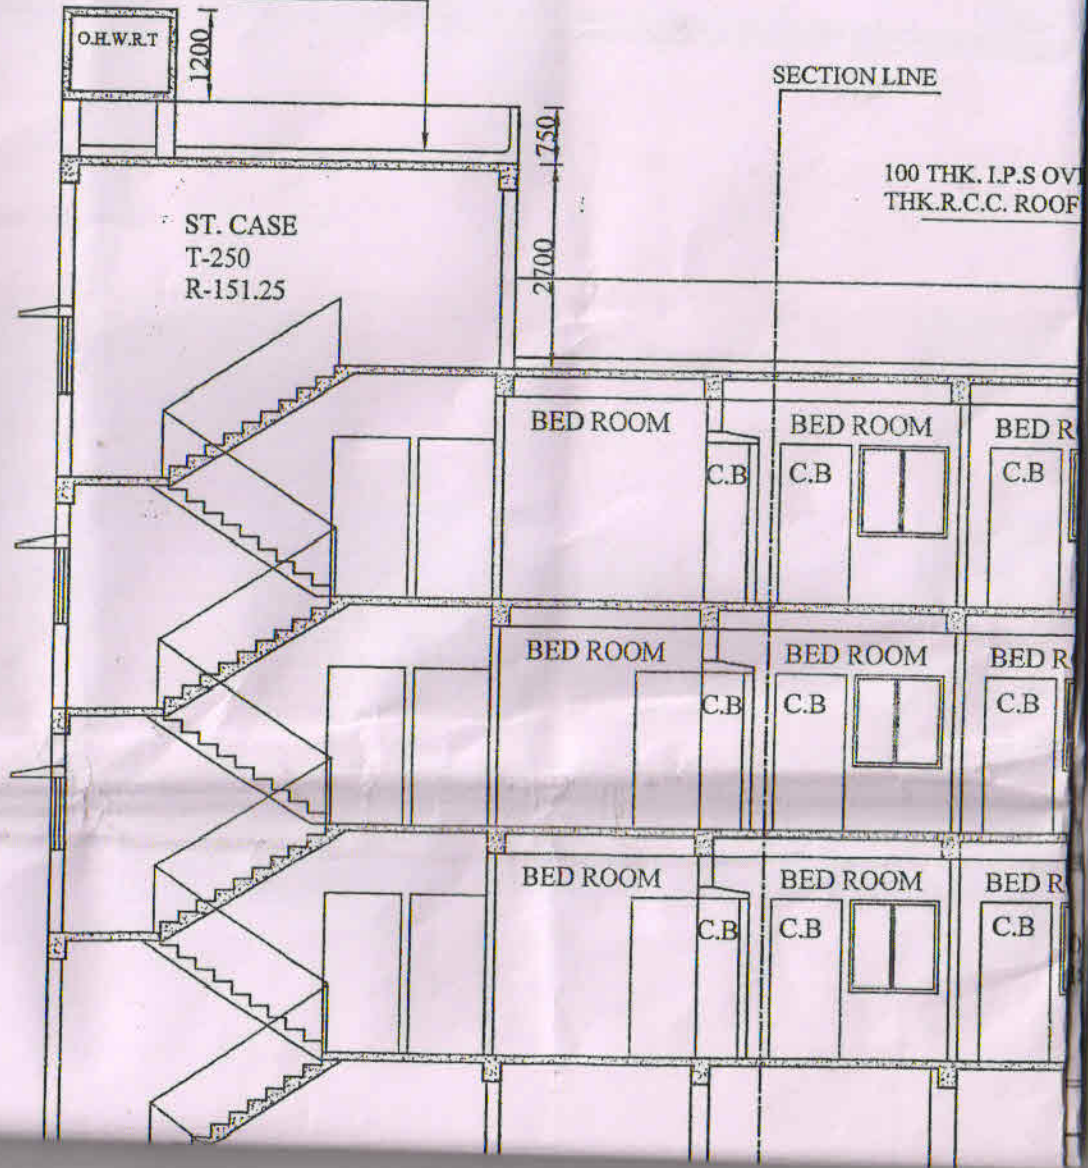 O.H.W.R.T
1200
SECTION LINE
750
100 THK. I.P.S
THK.R.C.C. ROOF
ST. CASE
T-250
R-151.25
2700
BED ROOM
BED ROOM
BED R
C.B
C.B
C.B
BED ROOM
BED ROOM
BED R
C.B
C.B
C.B
BED ROOM
BED ROOM
BED R
C.B
C.B
C.B